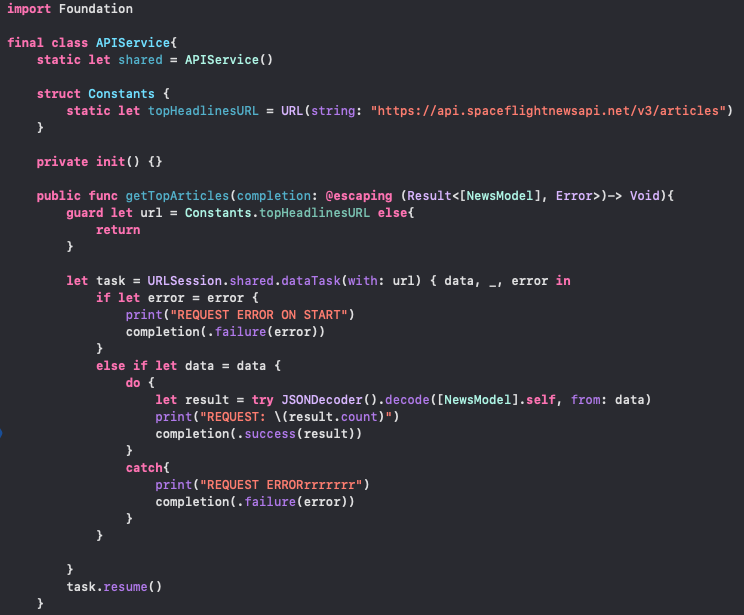 import Foundation
final class APIService{
static let shared = APIService()
struct Constants {
static let topHeadlinesURL = URL(string: "https://api.spaceflightnewsapi.net/v3/articles")
}
private init() {}
public func getTopArticles(completion: @escaping (Result<[NewsModel], Error>)-> Void){
guard let url = Constants.topHeadlinesURL else{
return
}
let task = URLSession.shared.dataTask(with: url) { data, _, error in
if let error = error {
print("REQUEST ERROR ON START")
completion(.failure(error))
}
else if let data = data {
do {
let result = try JSONDecoder().decode([NewsModel].self, from: data)
print("REQUEST: \(result.count)")
completion(.success(result))
}
catch{
print("REQUEST ERRORrrrrrrr")
completion(.failure(error))
}
}
}
task.resume()
}